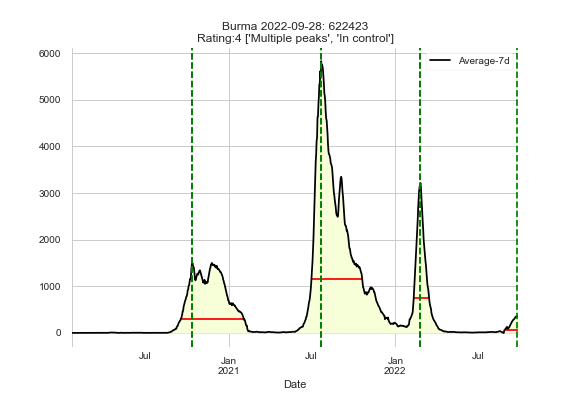 Burma 2022-09-28: 622423
Rating:4 ['Multiple peaks', 'In control']
Average-7d
6000
5000
4000
3000
2000
1000
0
Jul
Jan
2021
Jul
Jan
2022
Jul
Date